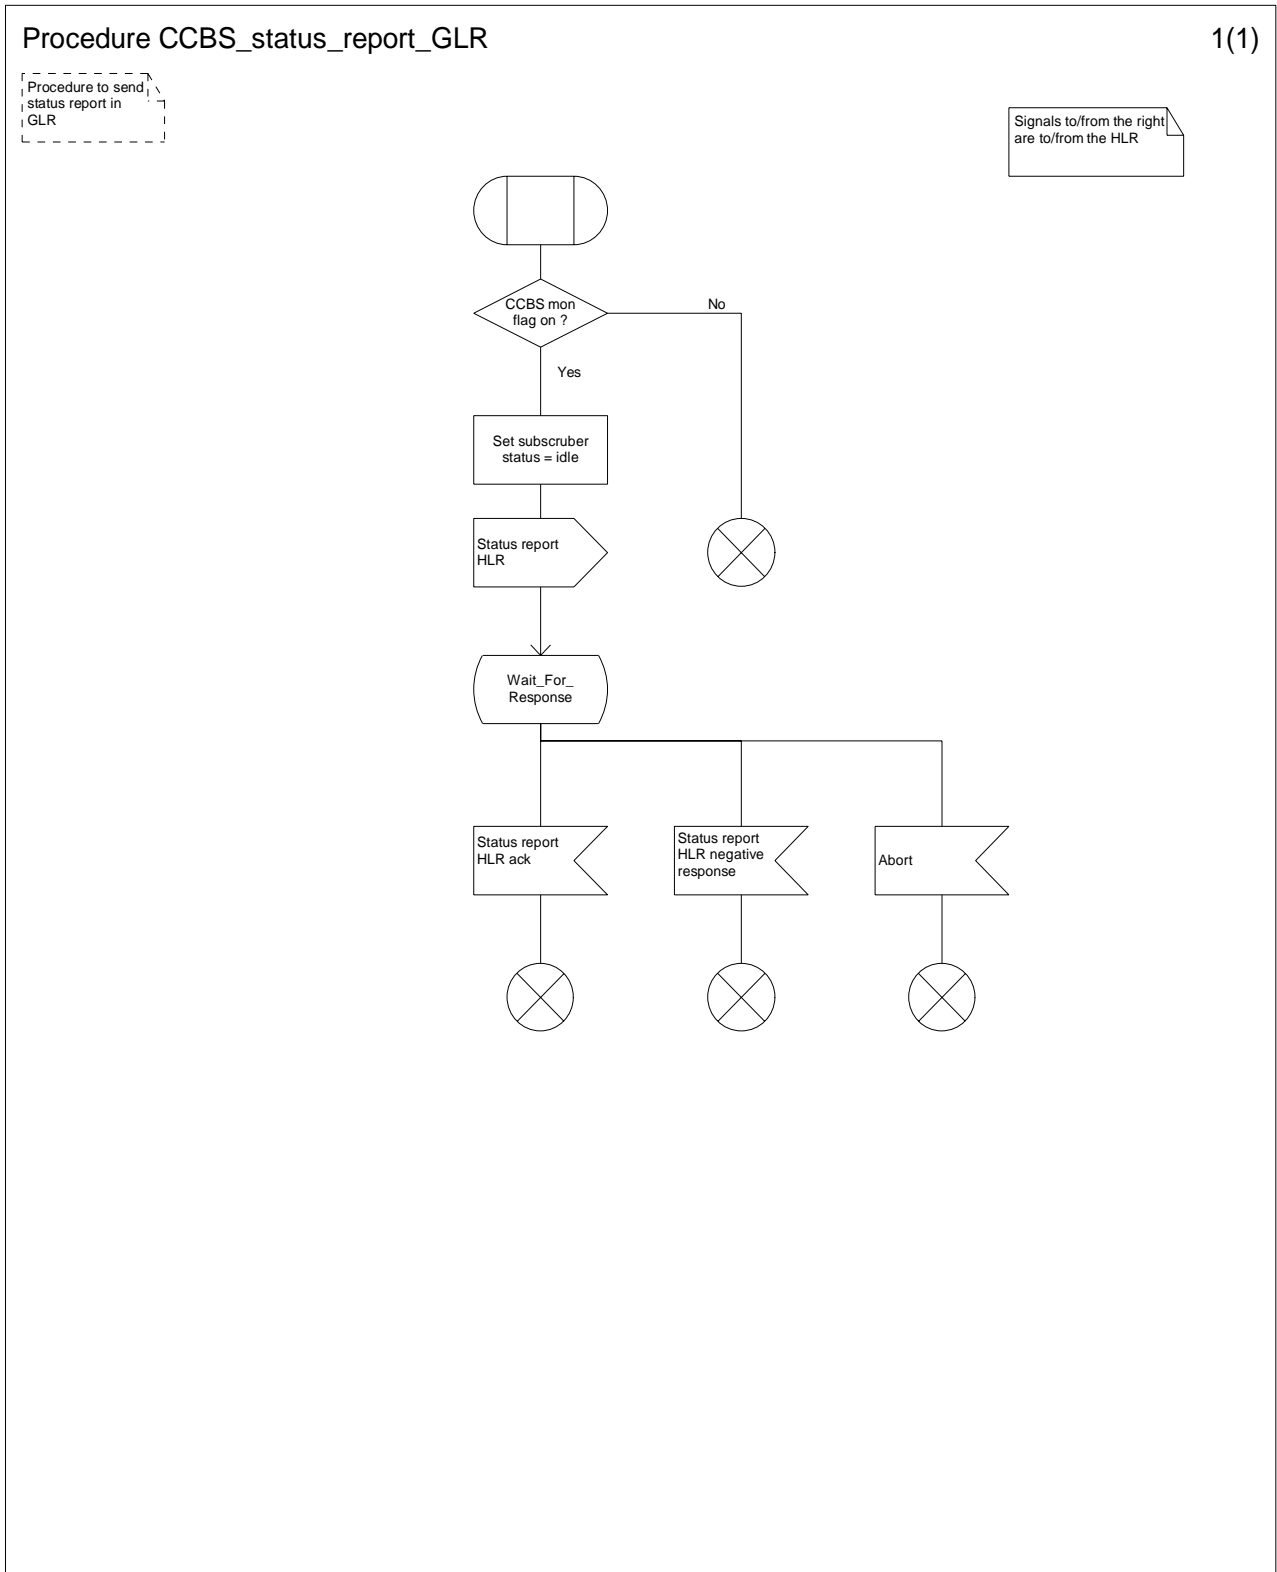 Procedure CCBS_status_report_GLR
1(1)
Procedure to send
status report in
GLR
Signals to/from the right
are to/from the HLR
CCBS mon
flag on ?
No
Yes
Set subscruber
status = idle
Status report
HLR
Wait_For_
Response
Status report
HLR ack
Status report
HLR negative
response
Abort